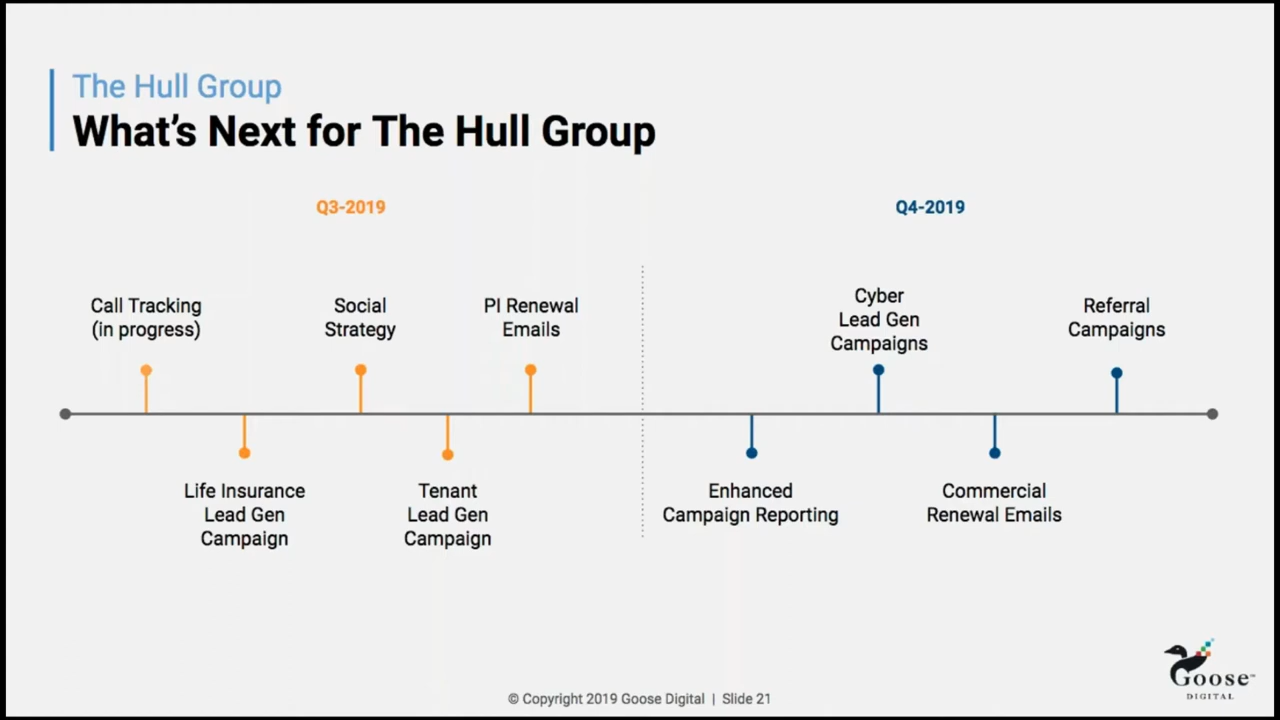 The Hull Group
What's Next for The Hull Group
Q3-2019
Q4-2019
Call Tracking
(in progress)
Social
Strategy
PI Renewal
Emails
Cyber
Lead Gen
Campaigns
Referral
Campaigns
Life Insurance
Lead Gen
Campaign
Tenant
Lead Gen
Campaign
Enhanced
Campaign Reporting
Commercial
Renewal Emails
Goose™
DIGITAL
© Copyright 2019 Goose Digital | Slide 21